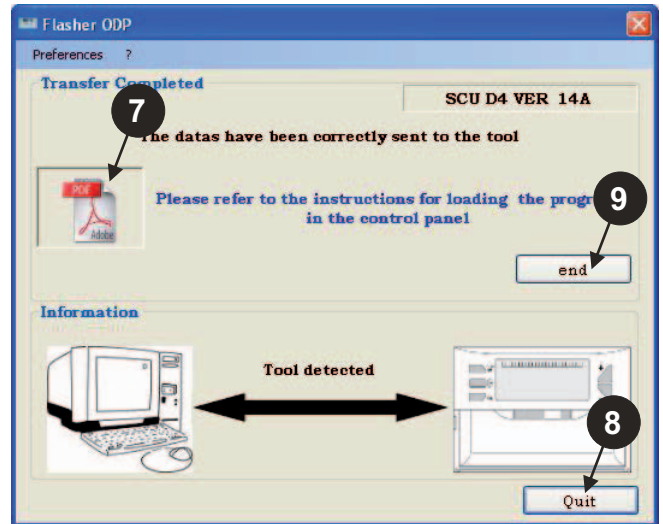 Flasher ODP
Preferences ?
Transfer Completed
SCU D4 VER 14A
7
The datas have been correctly sent to the tool
PDF
Adobe
Please refer to the instructions for loading the progr
in the control panel
9
end
Information
Tool detected
8
Quit